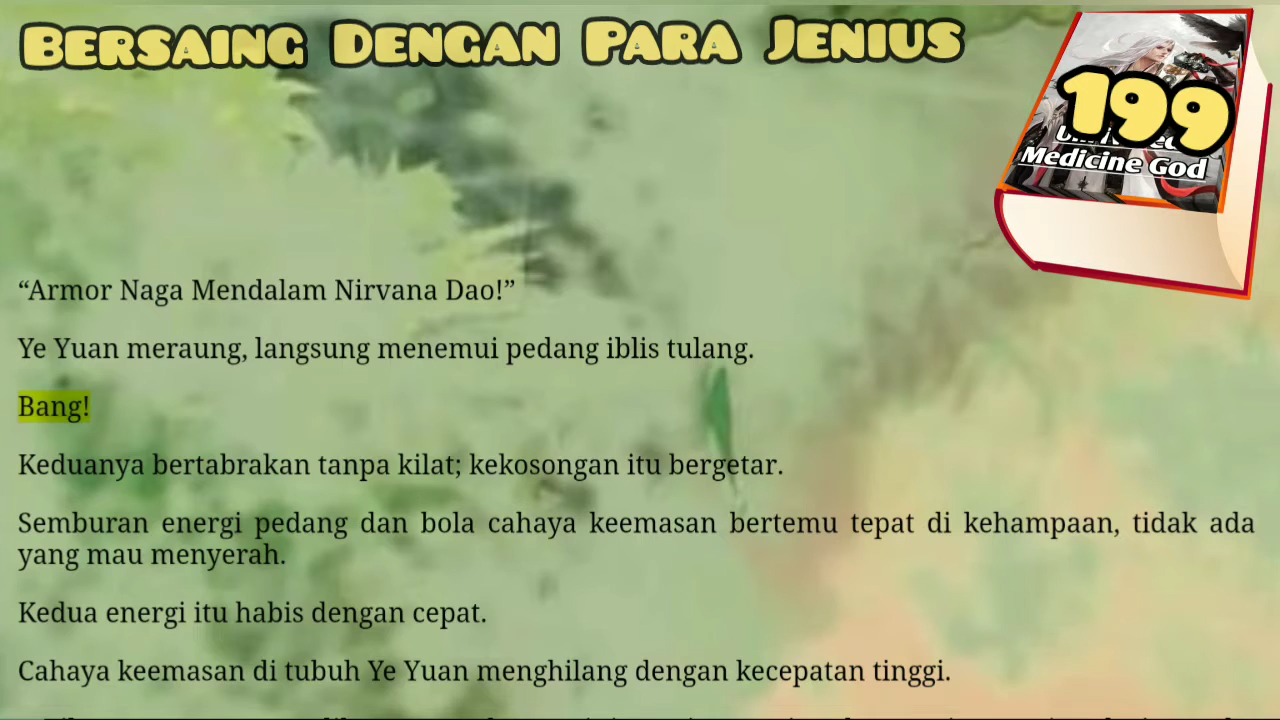 BERSAING DENGAN PARA JENIUS
199
Medicine God
“Armor Naga Mendalam Nirvana Dao!”
Ye Yuan meraung, langsung menemui pedang iblis tulang.
Bang!
Keduanya bertabrakan tanpa kilat; kekosongan itu bergetar.
Semburan energi pedang dan bola cahaya keemasan bertemu tepat di kehampaan, tidak ada
yang mau menyerah.
Kedua energi itu habis dengan cepat.
Cahaya keemasan di tubuh Ye Yuan menghilang dengan kecepatan tinggi.